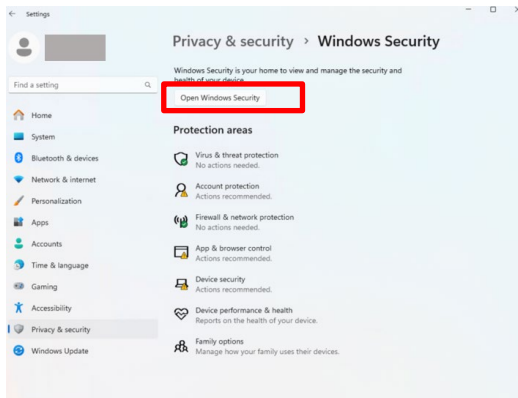 Settings
Privacy & security > Windows Security
Windows Security is your home to view and manage the security and
health of your device.
Open Windows Security
Find a setting
Home
System
Bluetooth & devices
Network & internet
Personalization
Apps
Accounts
Time & language
Gaming
Accessibility
Privacy & security
Windows Update
Protection areas
Virus & threat protection
No actions needed.
Account protection
Actions recommended.
Firewall & network protection
No actions needed.
App & browser control
Actions recommended.
Device security
Actions recommended.
Device performance & health
Reports on the health of your device.
Family options
Manage how your family uses their devices.